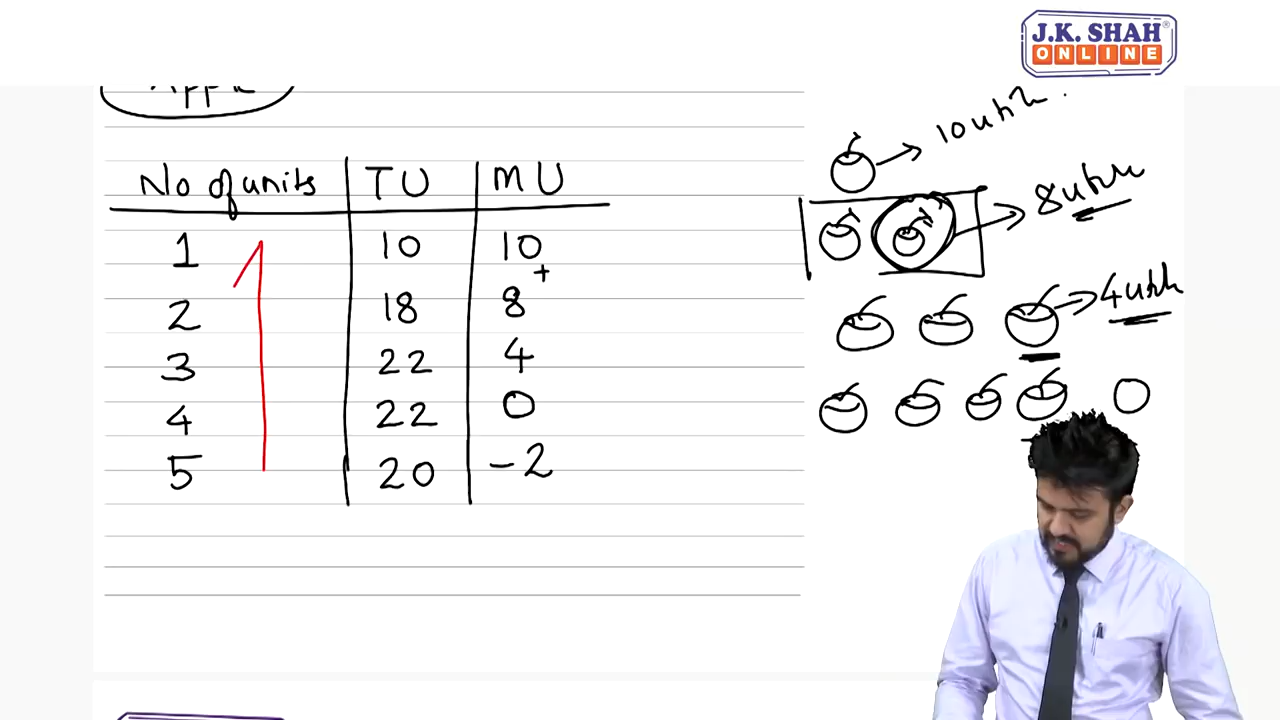 J.K. SHAH®
ONLINE
No of units TU MU
1 10 10
+
2 18 8
3 22 4
4 22 0
5 20 -2
10 utils.
8 utils
4 utils